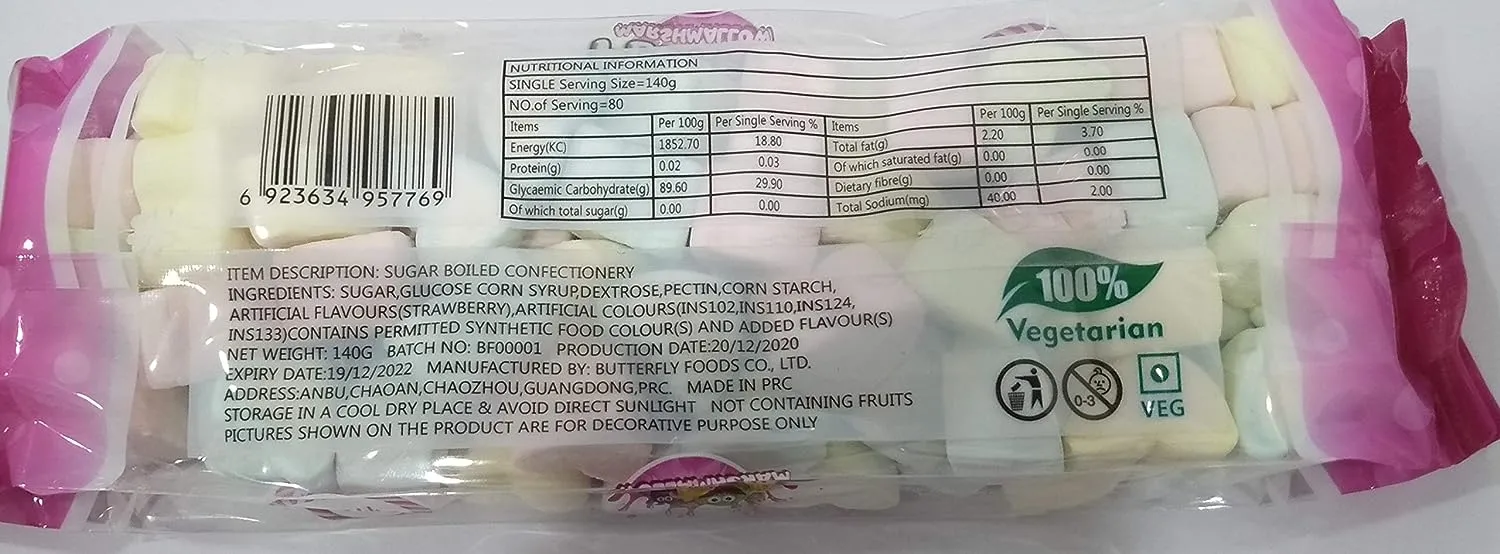 MARSHMALLOW
NUTRITIONAL INFORMATION
SINGLE Serving Size=140g
NO.of Serving=80
Items Per 100g Per Single Serving % Items Per 100g Per Single Serving %
Energy(KC) 1852.70 18.80 Total fat(g) 2.20 3.70
Protein(g) 0.02 0.03 Of which saturated fat(g) 0.00 0.00
Glycaemic Carbohydrate(g) 89.60 29.90 Dietary fibre(g) 0.00 0.00
Of which total sugar(g) 0.00 0.00 Total Sodium(mg) 40.00 2.00
6 923634 957769
ITEM DESCRIPTION: SUGAR BOILED CONFECTIONERY
INGREDIENTS: SUGAR,GLUCOSE CORN SYRUP,DEXTROSE,PECTIN,CORN STARCH,
ARTIFICIAL FLAVOURS(STRAWBERRY),ARTIFICIAL COLOURS(INS102,INS110,INS124,
INS133)CONTAINS PERMITTED SYNTHETIC FOOD COLOUR(S) AND ADDED FLAVOUR(S)
NET WEIGHT: 140G BATCH NO: BF00001 PRODUCTION DATE:20/12/2020
EXPIRY DATE:19/12/2022 MANUFACTURED BY: BUTTERFLY FOODS CO., LTD.
ADDRESS:ANBU,CHAOAN,CHAOZHOU,GUANGDONG,PRC. MADE IN PRC
STORAGE IN A COOL DRY PLACE & AVOID DIRECT SUNLIGHT NOT CONTAINING FRUITS
PICTURES SHOWN ON THE PRODUCT ARE FOR DECORATIVE PURPOSE ONLY
100%
Vegetarian
0-3
VEG
MARSHMALLOW